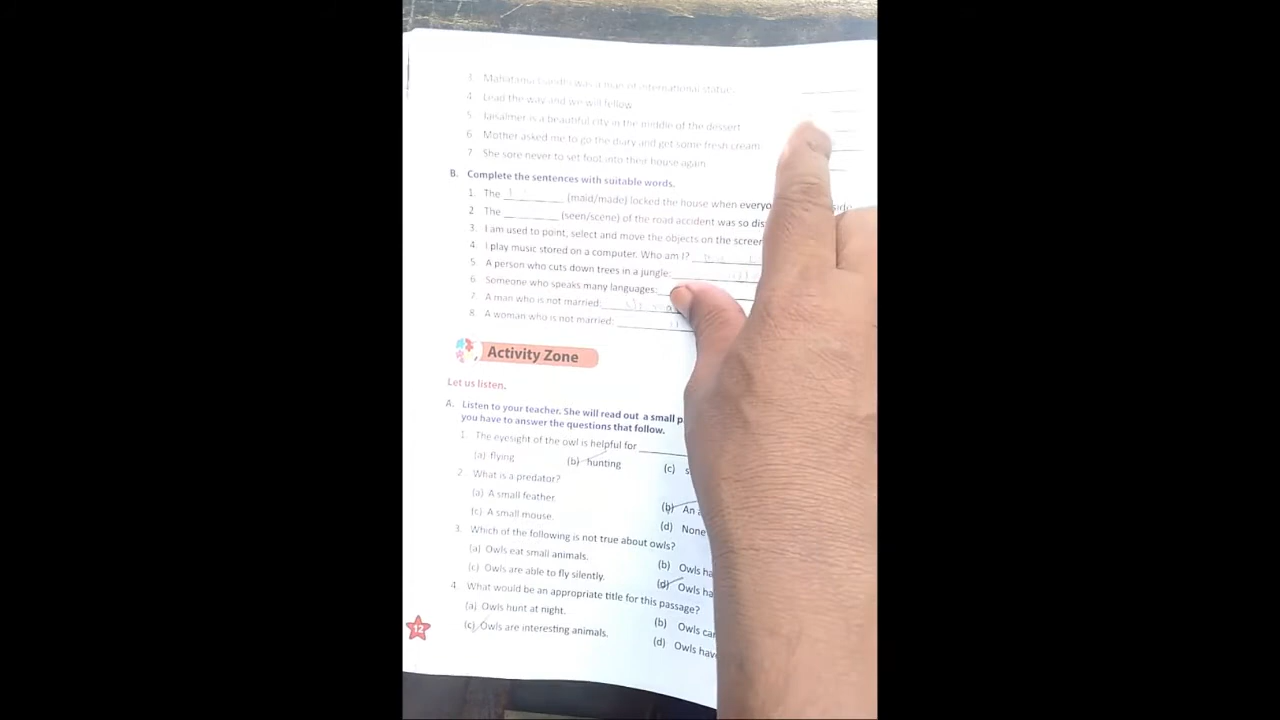 3. Mahatama Gandhi was a man of international statue.
4. Lead the way and we will fellow.
5. Jaisalmer is a beautiful city in the middle of the dessert.
6. Mother asked me to go the diary and get some fresh cream.
7. She sore never to set foot into their house again.
B. Complete the sentences with suitable words.
1. The ________ (maid/made) locked the house when everyo side.
2. The ________ (seen/scene) of the road accident was so dis
3. I am used to point, select and move the objects on the screen
4. I play music stored on a computer. Who am I?
5. A person who cuts down trees in a jungle:
6. Someone who speaks many languages:
7. A man who is not married:
8. A woman who is not married:
Activity Zone
Let us listen.
A. Listen to your teacher. She will read out a small p
you have to answer the questions that follow.
1. The eyesight of the owl is helpful for
(a) flying (b) hunting (c) s
2. What is a predator?
(a) A small feather. (b) An a
(c) A small mouse. (d) None
3. Which of the following is not true about owls?
(a) Owls eat small animals. (b) Owls ha
(c) Owls are able to fly silently. (d) Owls ha
4. What would be an appropriate title for this passage?
(a) Owls hunt at night. (b) Owls can
(c) Owls are interesting animals. (d) Owls have
12